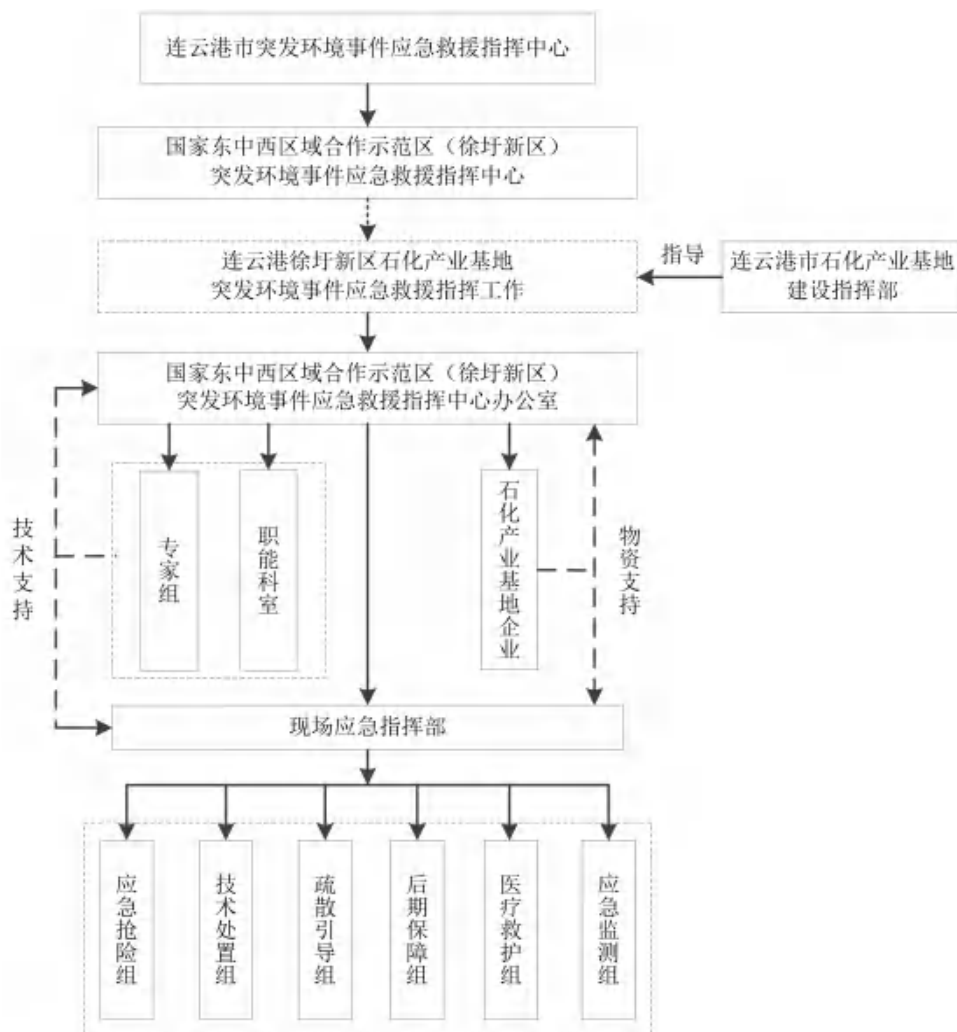 连云港市突发环境事件应急救援指挥中心
国家东中西区域合作示范区（徐圩新区）
突发环境事件应急救援指挥中心
连云港徐圩新区石化产业基地
突发环境事件应急救援指挥工作
指导
连云港市石化产业基地
建设指挥部
国家东中西区域合作示范区（徐圩新区）
突发环境事件应急救援指挥中心办公室
技术支持
专家组
职能科室
石化产业基地企业
物资支持
现场应急指挥部
应急抢险组
技术处置组
疏散引导组
后期保障组
医疗救护组
应急监测组